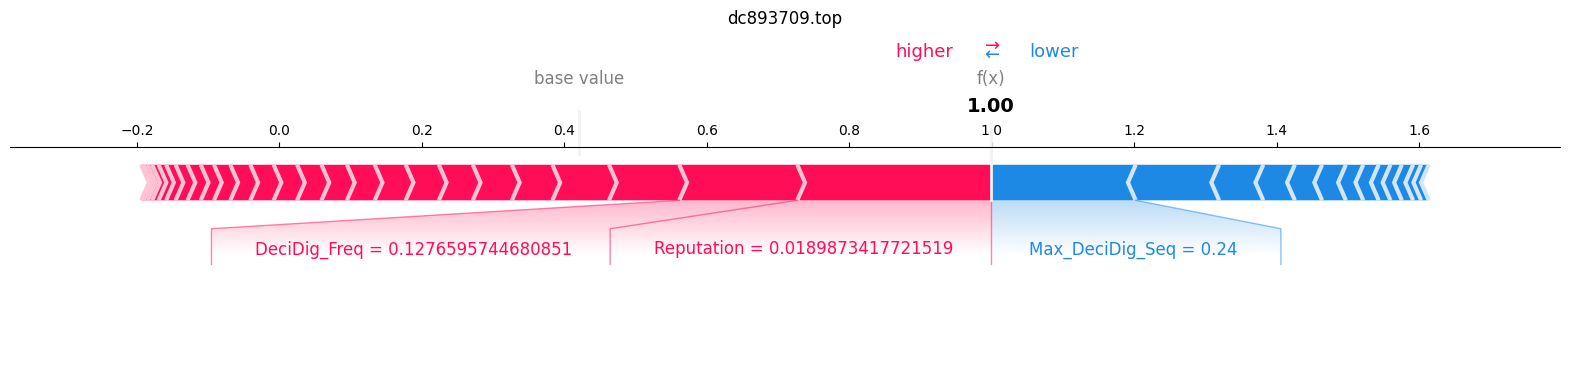 dc893709.top
higher ⇄ lower
base value f(x)
1.00
−0.2 0.0 0.2 0.4 0.6 0.8 1.0 1.2 1.4 1.6
DeciDig_Freq = 0.1276595744680851 Reputation = 0.0189873417721519 Max_DeciDig_Seq = 0.24